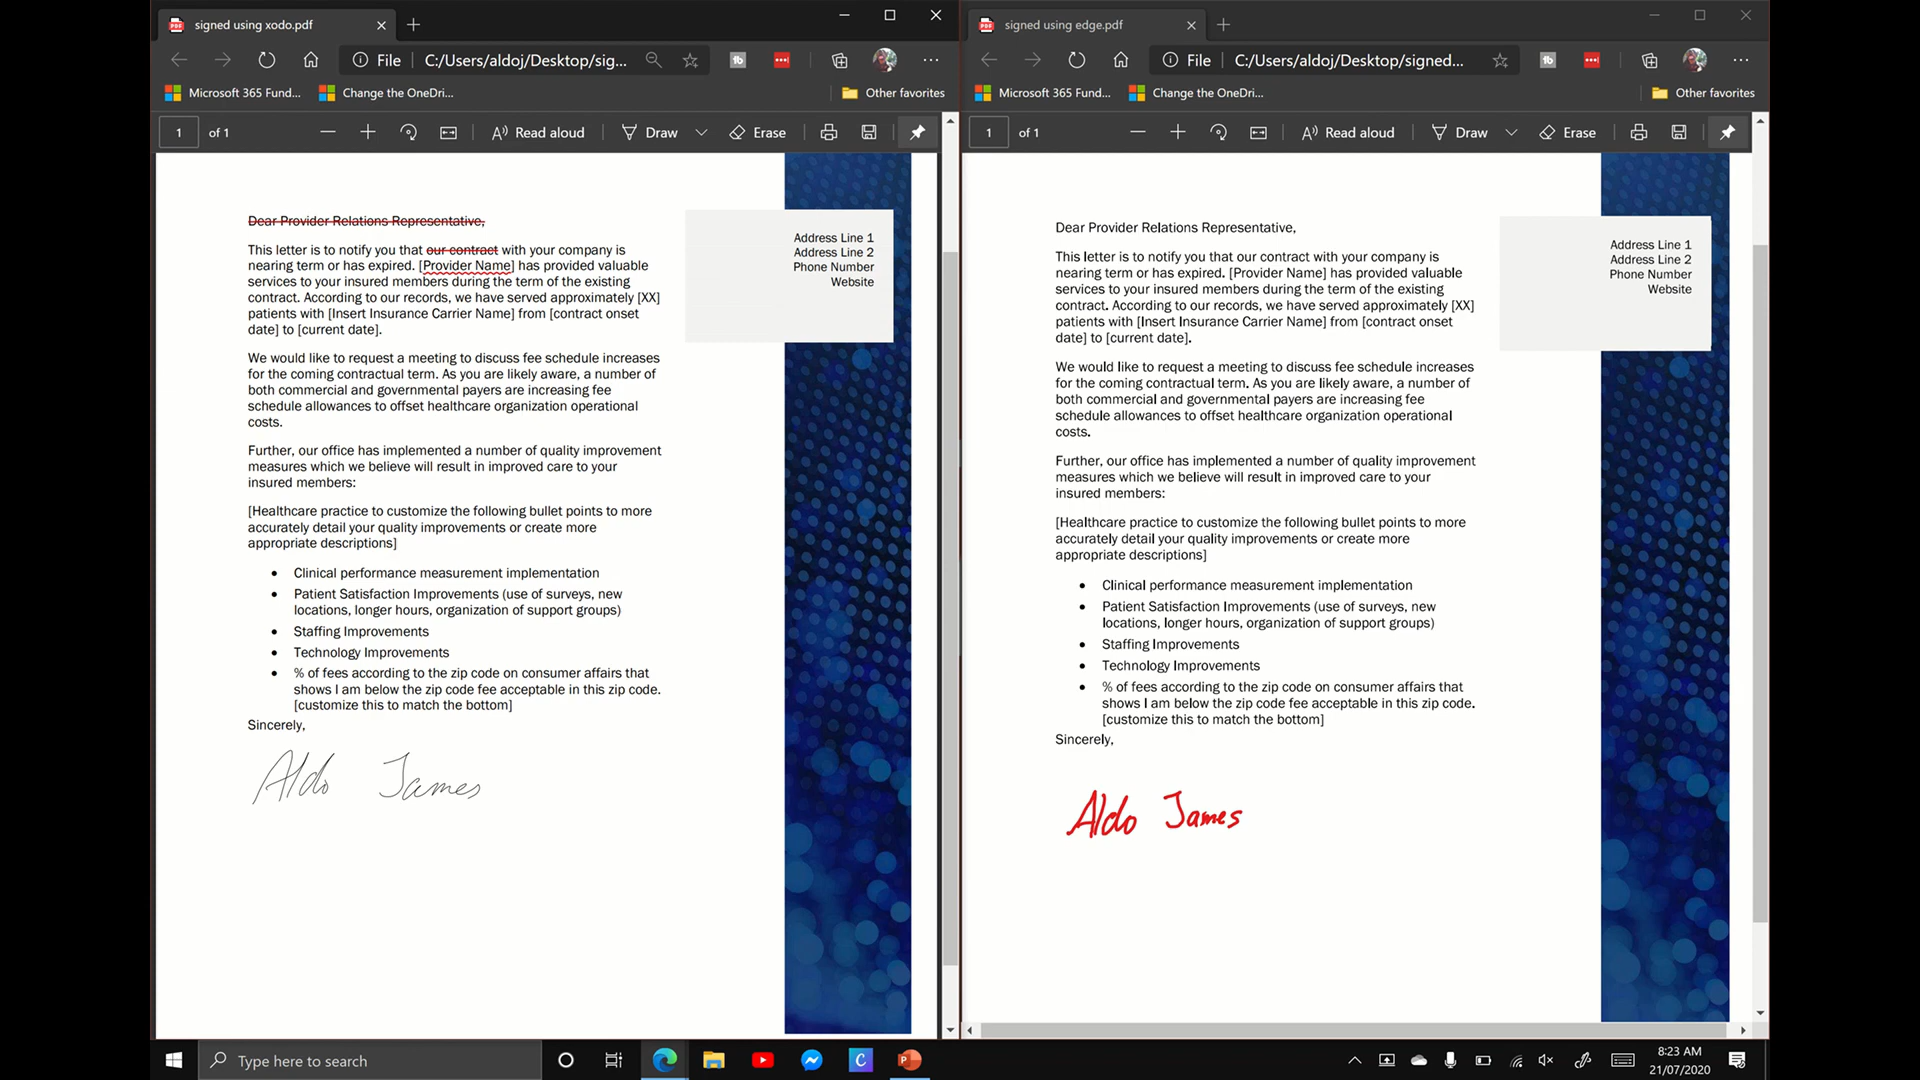 signed using xodo.pdf
File C:/Users/aldoj/Desktop/sig...
Microsoft 365 Fund... Change the OneDri... Other favorites
1 of 1 Read aloud Draw Erase
Dear Provider Relations Representative,
This letter is to notify you that our contract with your company is
nearing term or has expired. [Provider Name] has provided valuable
services to your insured members during the term of the existing
contract. According to our records, we have served approximately [XX]
patients with [Insert Insurance Carrier Name] from [contract onset
date] to [current date].
We would like to request a meeting to discuss fee schedule increases
for the coming contractual term. As you are likely aware, a number of
both commercial and governmental payers are increasing fee
schedule allowances to offset healthcare organization operational
costs.
Further, our office has implemented a number of quality improvement
measures which we believe will result in improved care to your
insured members:
[Healthcare practice to customize the following bullet points to more
accurately detail your quality improvements or create more
appropriate descriptions]
• Clinical performance measurement implementation
• Patient Satisfaction Improvements (use of surveys, new
locations, longer hours, organization of support groups)
• Staffing Improvements
• Technology Improvements
• % of fees according to the zip code on consumer affairs that
shows I am below the zip code fee acceptable in this zip code.
[customize this to match the bottom]
Sincerely,
Aldo James
Address Line 1
Address Line 2
Phone Number
Website
signed using edge.pdf
File C:/Users/aldoj/Desktop/signed...
Microsoft 365 Fund... Change the OneDri... Other favorites
1 of 1 Read aloud Draw Erase
Dear Provider Relations Representative,
This letter is to notify you that our contract with your company is
nearing term or has expired. [Provider Name] has provided valuable
services to your insured members during the term of the existing
contract. According to our records, we have served approximately [XX]
patients with [Insert Insurance Carrier Name] from [contract onset
date] to [current date].
We would like to request a meeting to discuss fee schedule increases
for the coming contractual term. As you are likely aware, a number of
both commercial and governmental payers are increasing fee
schedule allowances to offset healthcare organization operational
costs.
Further, our office has implemented a number of quality improvement
measures which we believe will result in improved care to your
insured members:
[Healthcare practice to customize the following bullet points to more
accurately detail your quality improvements or create more
appropriate descriptions]
• Clinical performance measurement implementation
• Patient Satisfaction Improvements (use of surveys, new
locations, longer hours, organization of support groups)
• Staffing Improvements
• Technology Improvements
• % of fees according to the zip code on consumer affairs that
shows I am below the zip code fee acceptable in this zip code.
[customize this to match the bottom]
Sincerely,
Aldo James
Address Line 1
Address Line 2
Phone Number
Website
Type here to search
8:23 AM
21/07/2020